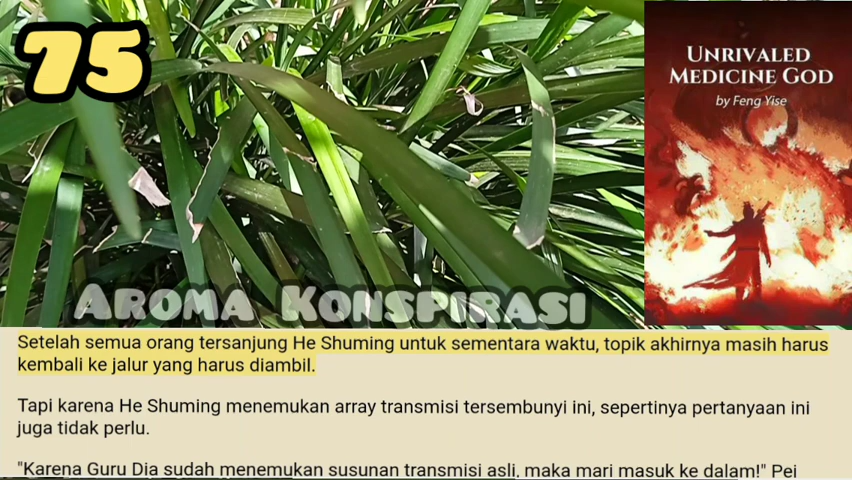 75
UNRIVALED
MEDICINE GOD
by Feng Yise
AROMA KONSPIRASI
Setelah semua orang tersanjung He Shuming untuk sementara waktu, topik akhirnya masih harus
kembali ke jalur yang harus diambil.
Tapi karena He Shuming menemukan array transmisi tersembunyi ini, sepertinya pertanyaan ini
juga tidak perlu.
"Karena Guru Dia sudah menemukan susunan transmisi asli, maka mari masuk ke dalam!" Pei